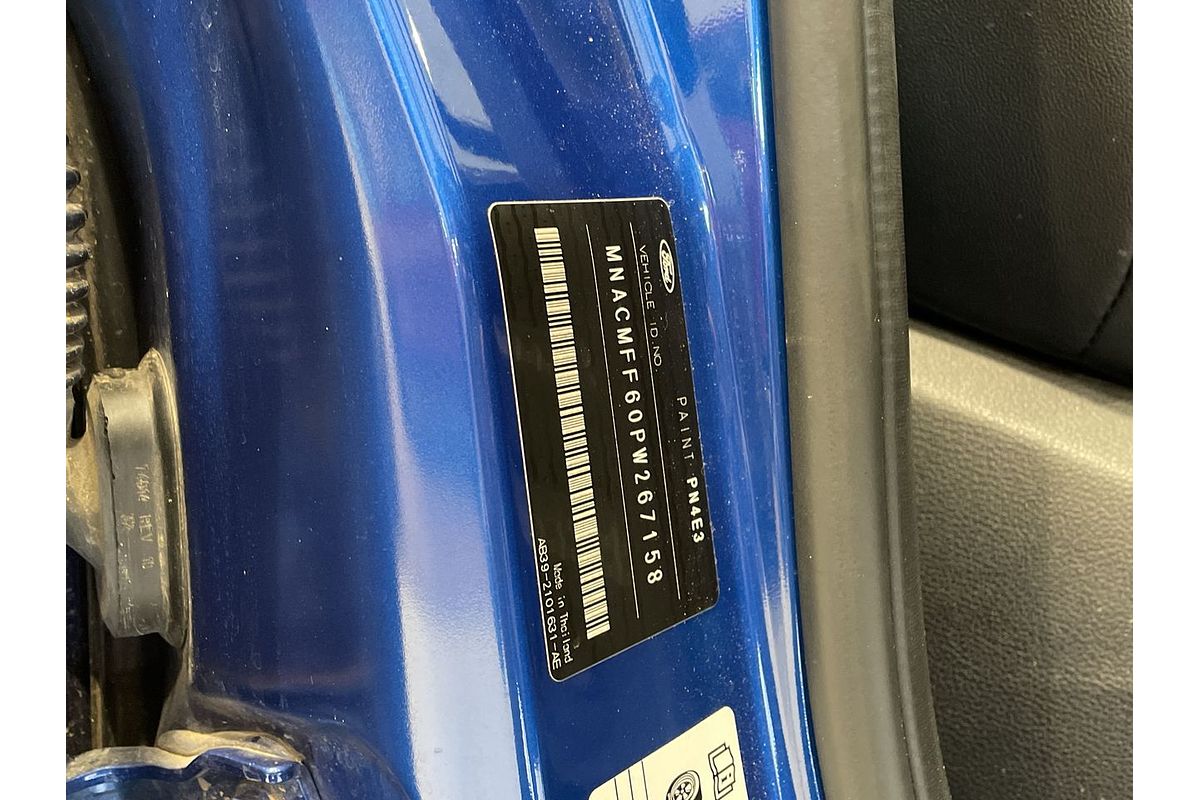 Ford
VEHICLE ID NO. PAINT PN4E3
MNACMFF60PW267158
Made in Thailand
AB39-2101631-AE